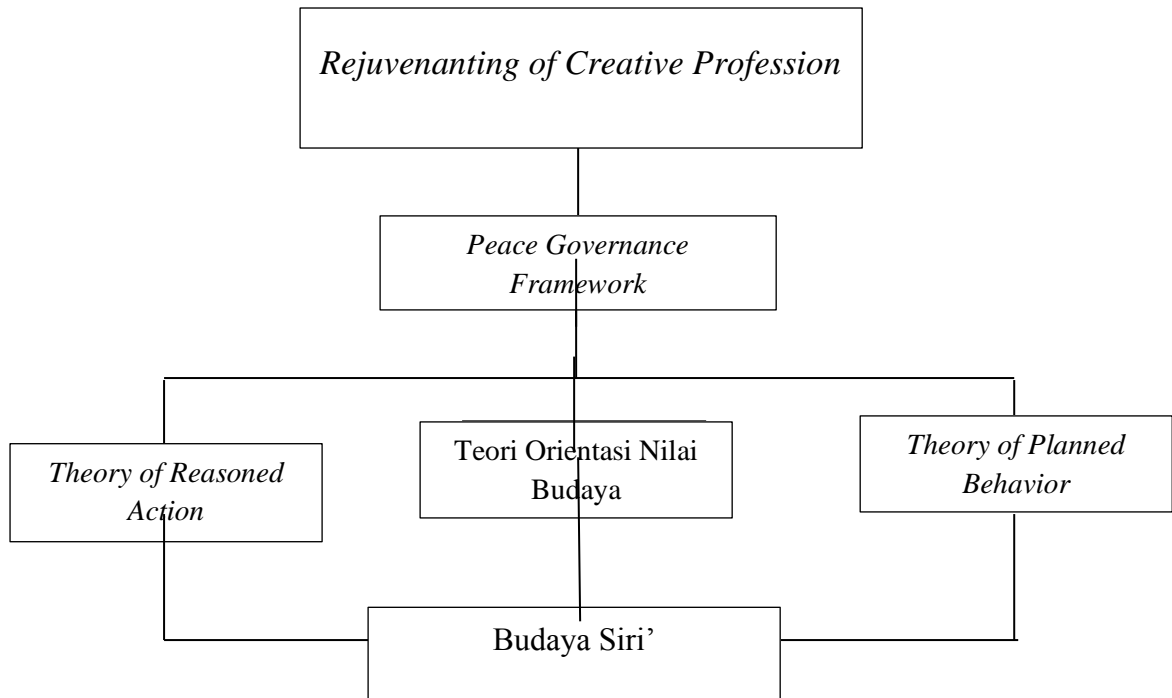 Rejuvenanting of Creative Profession
Peace Governance
Framework
Theory of Reasoned
Action
Teori Orientasi Nilai
Budaya
Theory of Planned
Behavior
Budaya Siri’